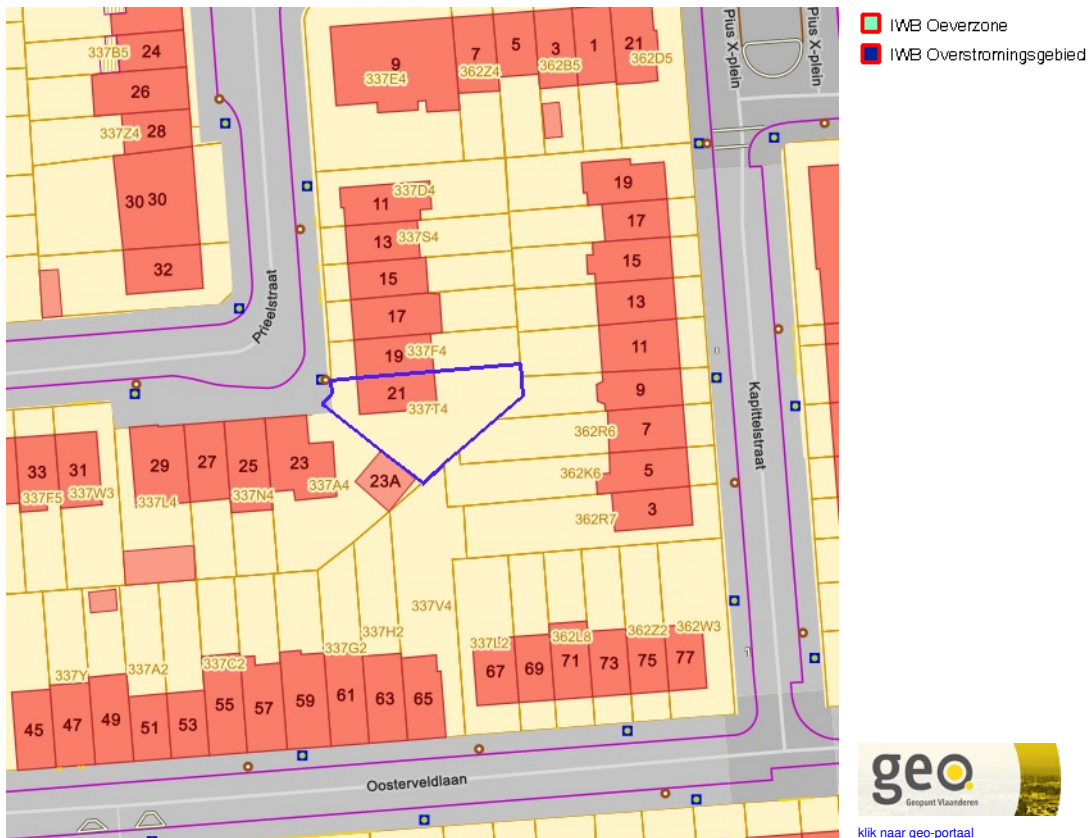 IWB Oeverzone
IWB Overstromingsgebied
Pius X-plein
Pius X-plein
337B5
24
26
337Z4
28
30 30
32
9
337E4
7
362Z4
5
3
362B5
1
21
362D5
337D4
11
13
337S4
15
17
19
337F4
21
337T4
19
17
15
13
11
9
362R6
7
362K6
5
362R7
3
Prieelstraat
Kapittelstraat
33
31
337F5
337W3
29
27
25
23
337L4
337N4
337A4
23A
337V4
337Y
337A2
337C2
337G2
337H2
45
47
49
51
53
55
57
59
61
63
65
337L2
362L8
362Z2
362W3
67
69
71
73
75
77
Oosterveldlaan
geo
Geopunt Vlaanderen
klik naar geo-portaal